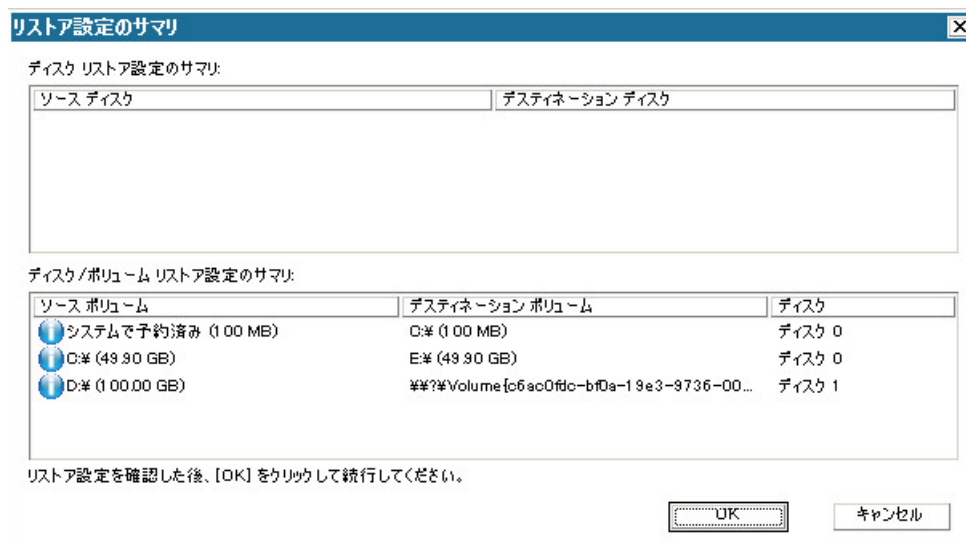 リストア設定のサマリ
ディスク リストア設定のサマリ:
ソース ディスク デスティネーション ディスク
ディスク/ボリューム リストア設定のサマリ:
ソース ボリューム デスティネーション ボリューム ディスク
システムで予約済み (100 MB) C:¥ (100 MB) ディスク 0
C:¥ (49.90 GB) E:¥ (49.90 GB) ディスク 0
D:¥ (100.00 GB) ¥¥?¥Volume{c6ac0fdc-bf0a-19e3-9736-00... ディスク 1
リストア設定を確認した後、[OK] をクリックして続行してください。
OK キャンセル